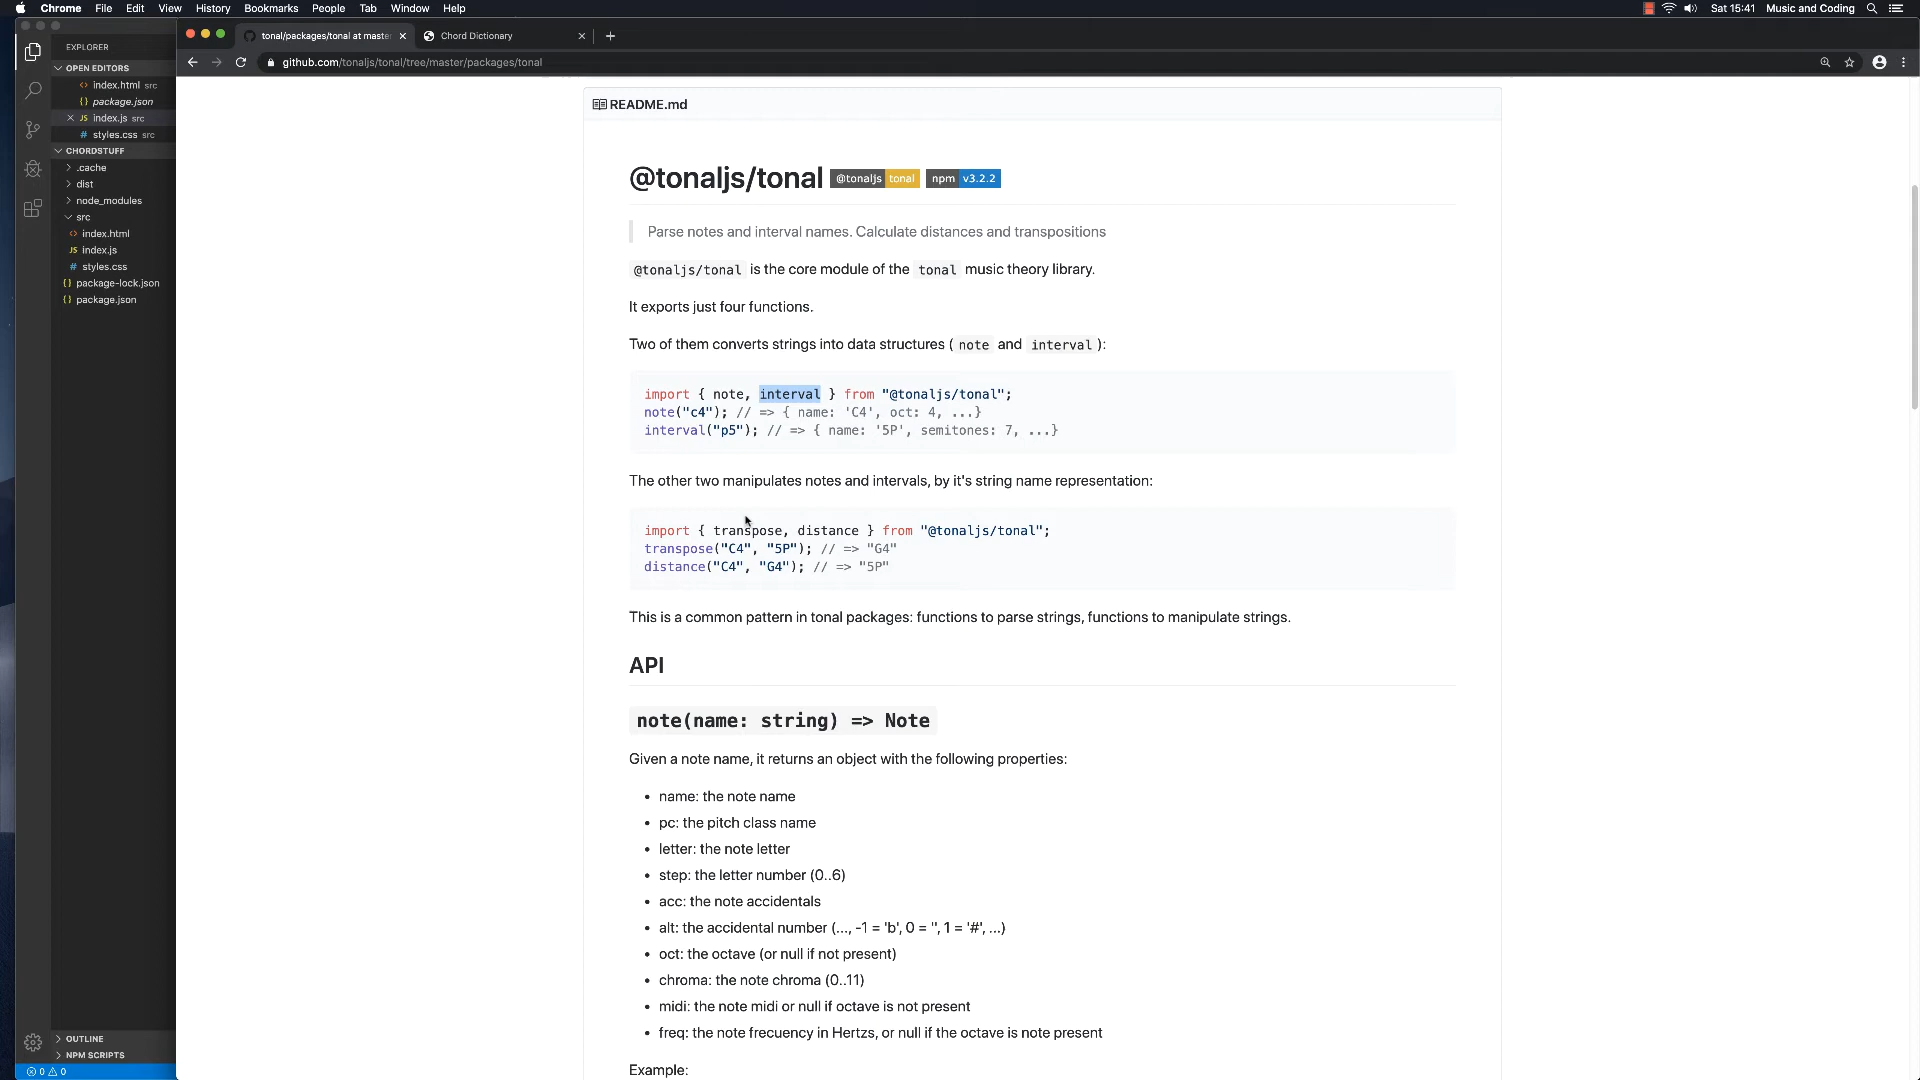 Chrome File Edit View History Bookmarks People Tab Window Help
Sat 15:41 Music and Coding
EXPLORER
OPEN EDITORS
index.html src
package.json
JS index.js src
# styles.css src
CHORDSTUFF
.cache
dist
node_modules
src
index.html
JS index.js
# styles.css
{} package-lock.json
{} package.json
OUTLINE
NPM SCRIPTS
0 0
tonal/packages/tonal at maste
Chord Dictionary
github.com/tonaljs/tonal/tree/master/packages/tonal
README.md
@tonaljs/tonal @tonaljs tonal npm v3.2.2
Parse notes and interval names. Calculate distances and transpositions
@tonaljs/tonal is the core module of the tonal music theory library.
It exports just four functions.
Two of them converts strings into data structures ( note and interval ):
import { note, interval } from "@tonaljs/tonal";
note("c4"); // => { name: 'C4', oct: 4, ...}
interval("p5"); // => { name: '5P', semitones: 7, ...}
The other two manipulates notes and intervals, by it's string name representation:
import { transpose, distance } from "@tonaljs/tonal";
transpose("C4", "5P"); // => "G4"
distance("C4", "G4"); // => "5P"
This is a common pattern in tonal packages: functions to parse strings, functions to manipulate strings.
API
note(name: string) => Note
Given a note name, it returns an object with the following properties:
• name: the note name
• pc: the pitch class name
• letter: the note letter
• step: the letter number (0..6)
• acc: the note accidentals
• alt: the accidental number (..., -1 = 'b', 0 = '', 1 = '#', ...)
• oct: the octave (or null if not present)
• chroma: the note chroma (0..11)
• midi: the note midi or null if octave is not present
• freq: the note frecuency in Hertzs, or null if the octave is note present
Example: